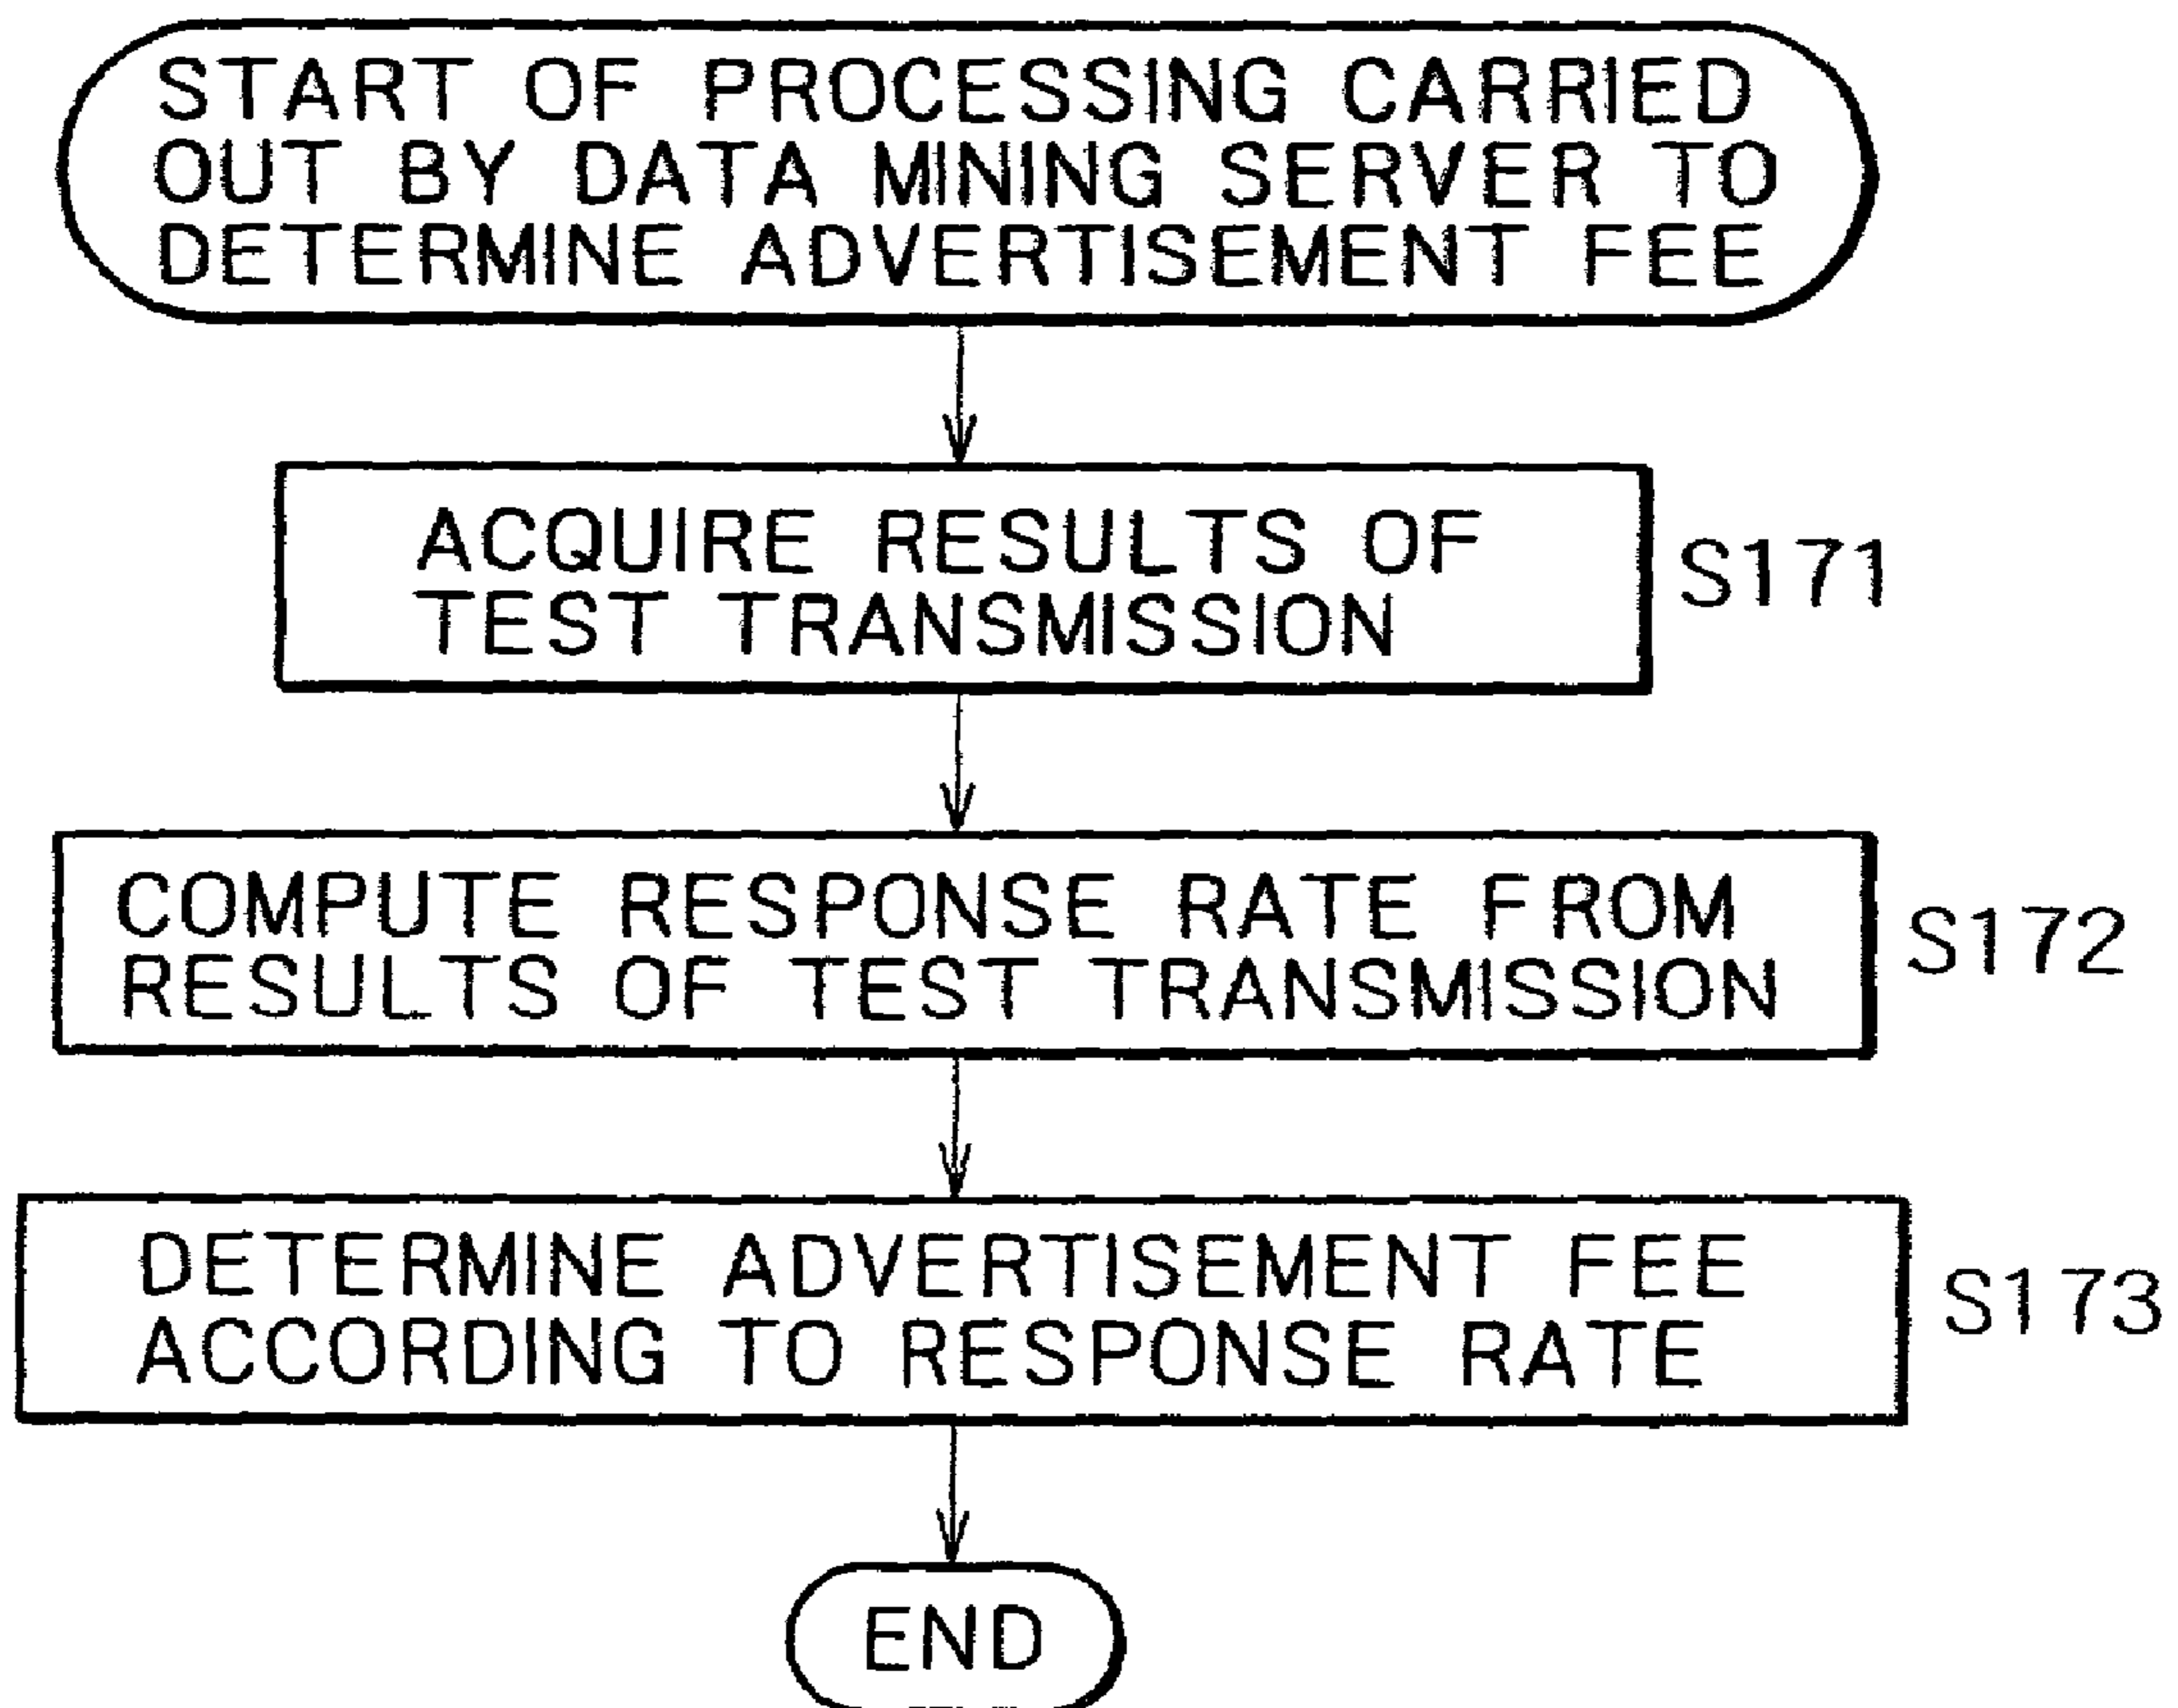 START OF PROCESSING CARRIED
OUT BY DATA MINING SERVER TO
DETERMINE ADVERTISEMENT FEE
ACQUIRE RESULTS OF
TEST TRANSMISSION
S171
COMPUTE RESPONSE RATE FROM
RESULTS OF TEST TRANSMISSION
S172
DETERMINE ADVERTISEMENT FEE
ACCORDING TO RESPONSE RATE
S173
END